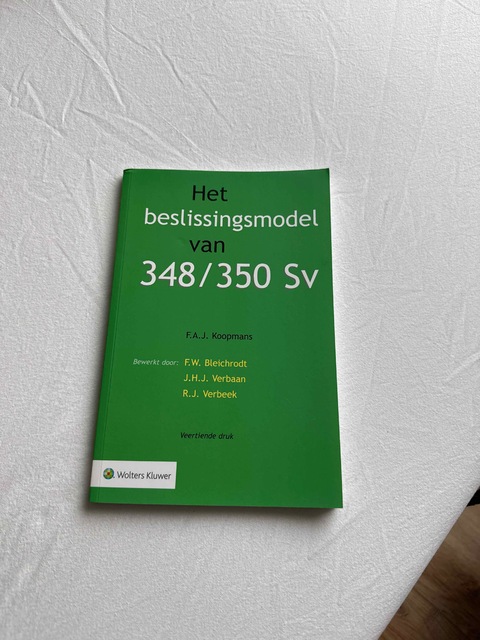 Het
beslissingsmodel
van
348/350 Sv
F.A.J. Koopmans
Bewerkt door: F.W. Bleichrodt
J.H.J. Verbaan
R.J. Verbeek
Veertiende druk
Wolters Kluwer